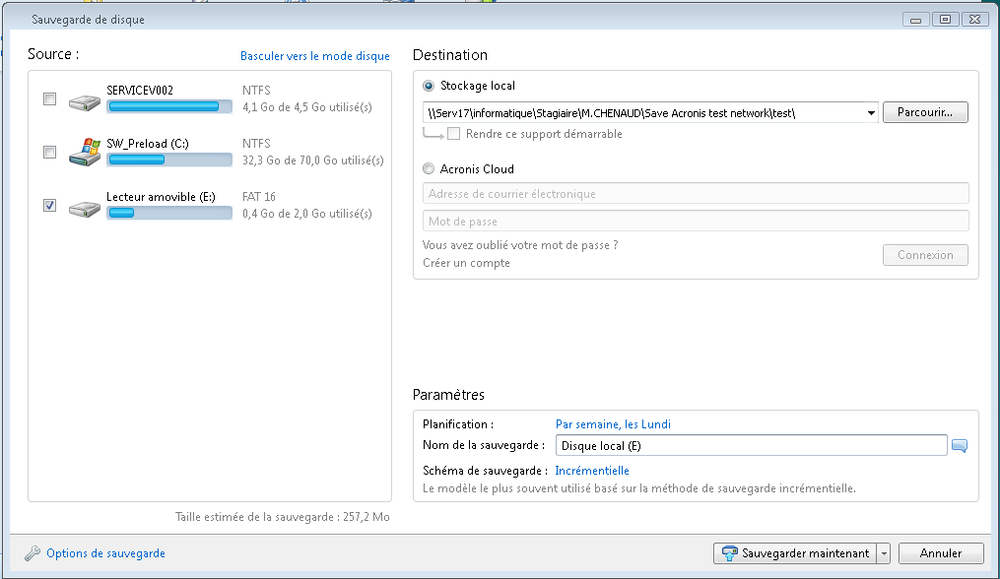 Sauvegarde de disque
Source :
Basculer vers le mode disque
SERVICEV002
NTFS
4,1 Go de 4,5 Go utilisé(s)
SW_Preload (C:)
NTFS
32,3 Go de 70,0 Go utilisé(s)
Lecteur amovible (E:)
FAT 16
0,4 Go de 2,0 Go utilisé(s)
Taille estimée de la sauvegarde : 257,2 Mo
Destination
Stockage local
\\Serv17\informatique\Stagiaire\M.CHENAUD\Save Acronis test network\test\
Parcourir...
Rendre ce support démarrable
Acronis Cloud
Adresse de courrier électronique
Mot de passe
Vous avez oublié votre mot de passe ?
Créer un compte
Connexion
Paramètres
Planification :
Par semaine, les Lundi
Nom de la sauvegarde :
Disque local (E)
Schéma de sauvegarde :
Incrémentielle
Le modèle le plus souvent utilisé basé sur la méthode de sauvegarde incrémentielle.
Options de sauvegarde
Sauvegarder maintenant
Annuler